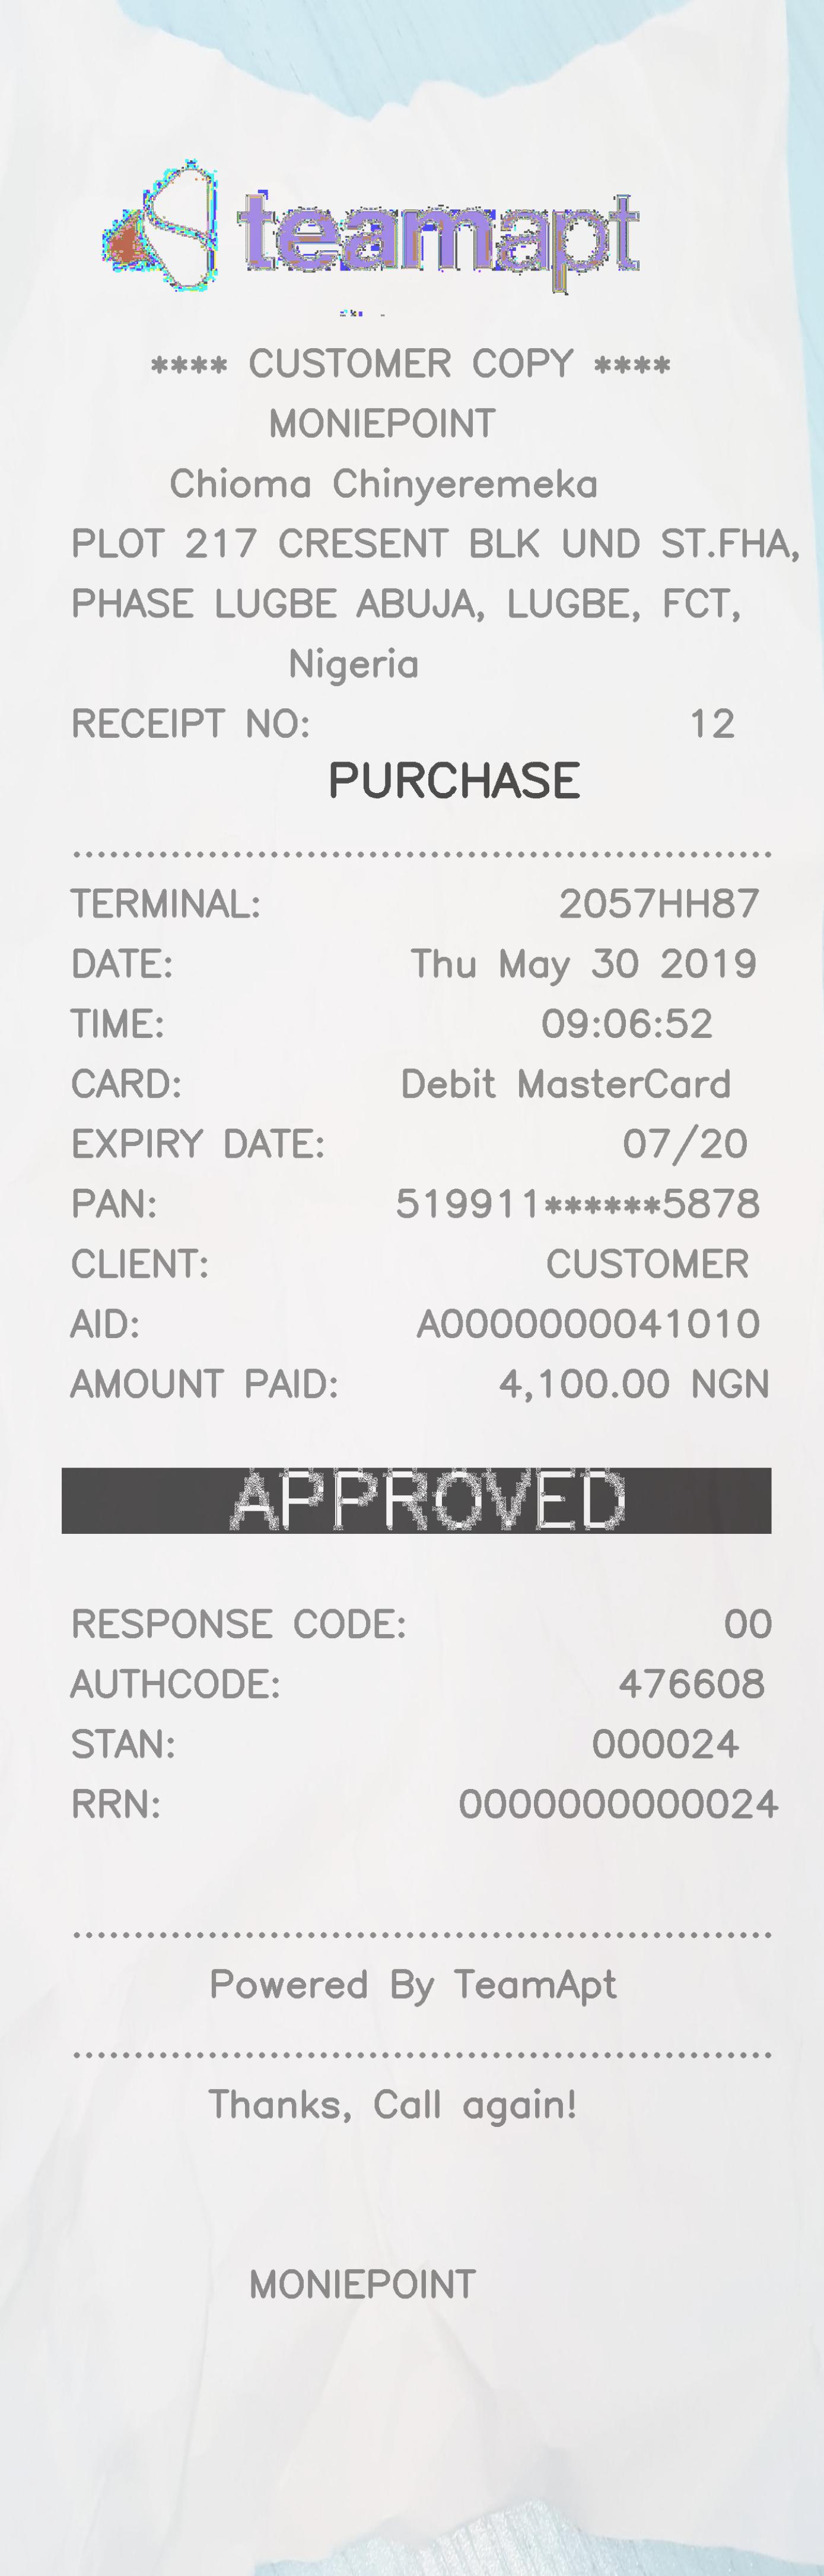 teamapt
**** CUSTOMER COPY ****
MONIEPOINT
Chioma Chinyeremeka
PLOT 217 CRESENT BLK UND ST.FHA,
PHASE LUGBE ABUJA, LUGBE, FCT,
Nigeria
RECEIPT NO: 12
PURCHASE
TERMINAL: 2057HH87
DATE: Thu May 30 2019
TIME: 09:06:52
CARD: Debit MasterCard
EXPIRY DATE: 07/20
PAN: 519911******5878
CLIENT: CUSTOMER
AID: A0000000041010
AMOUNT PAID: 4,100.00 NGN
APPROVED
RESPONSE CODE: 00
AUTHCODE: 476608
STAN: 000024
RRN: 0000000000024
Powered By TeamApt
Thanks, Call again!
MONIEPOINT